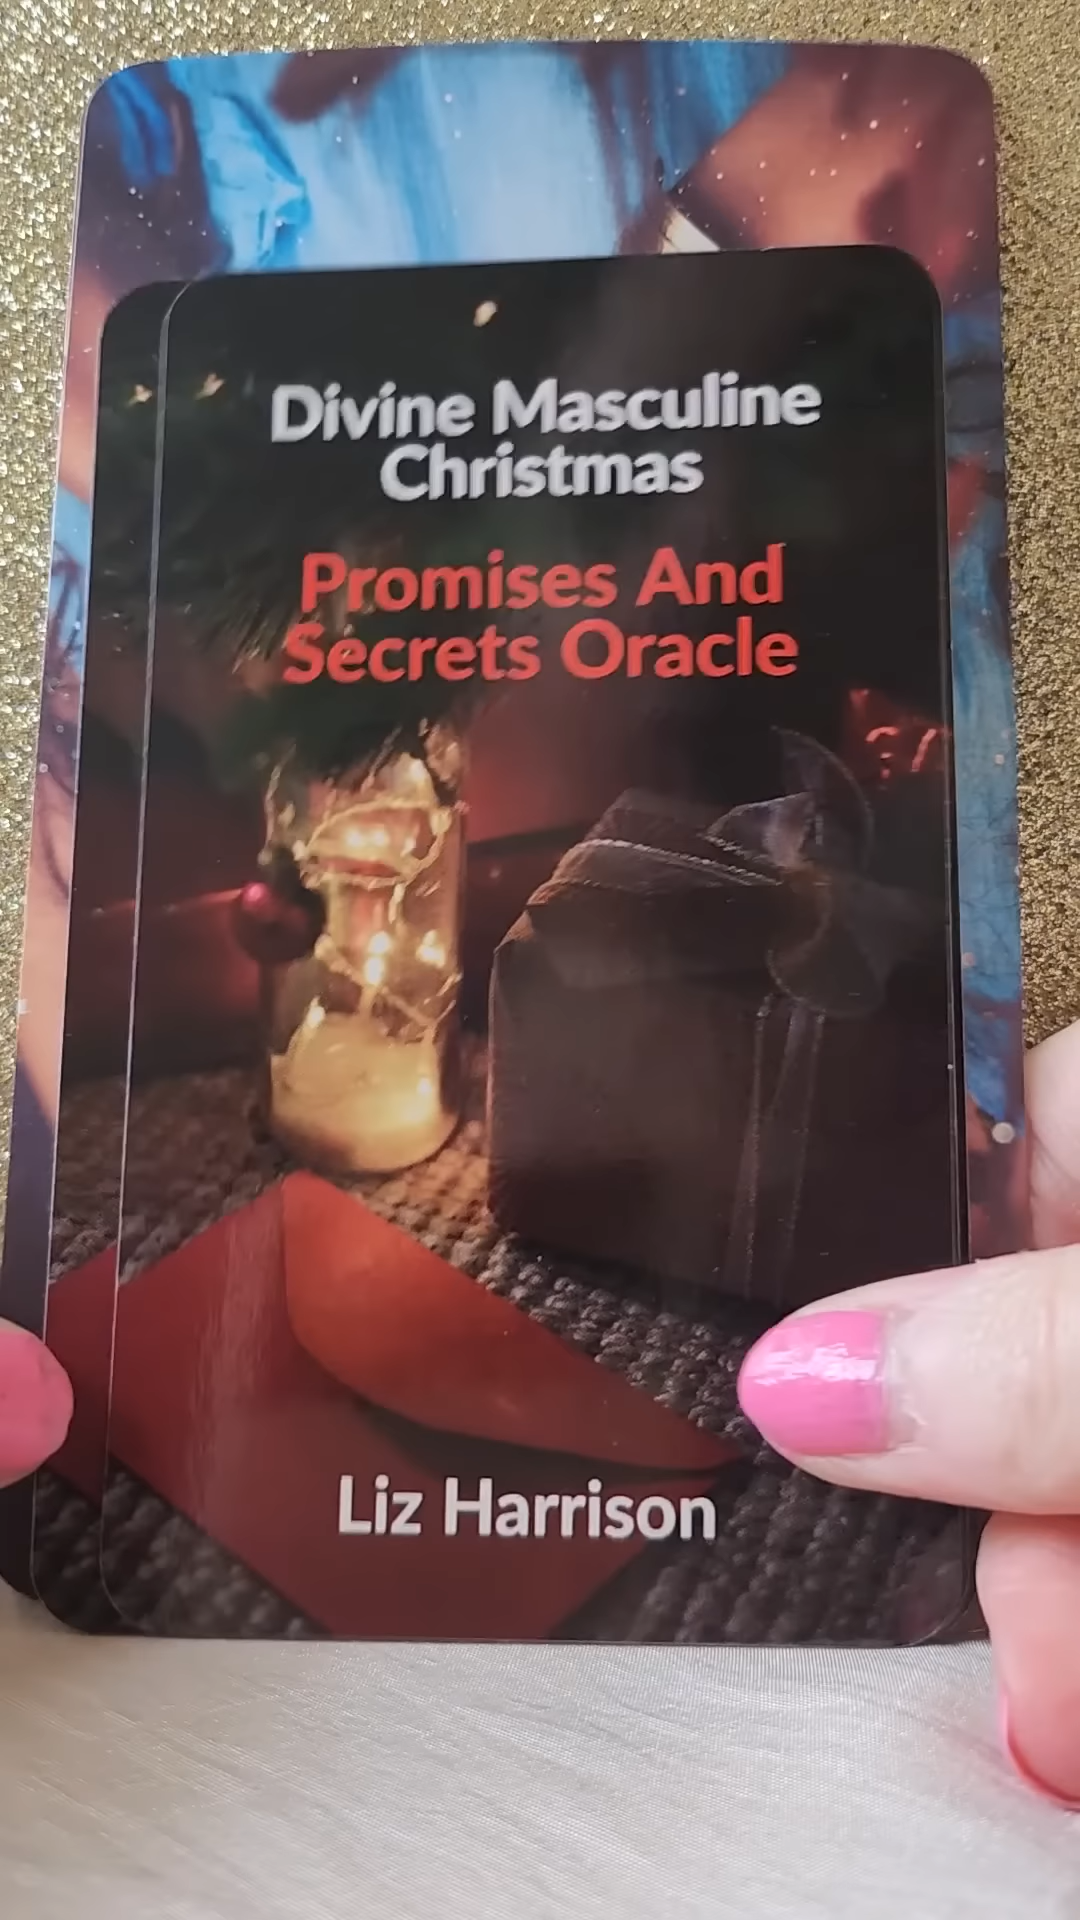 Divine Masculine
Christmas
Promises And
Secrets Oracle
Liz Harrison